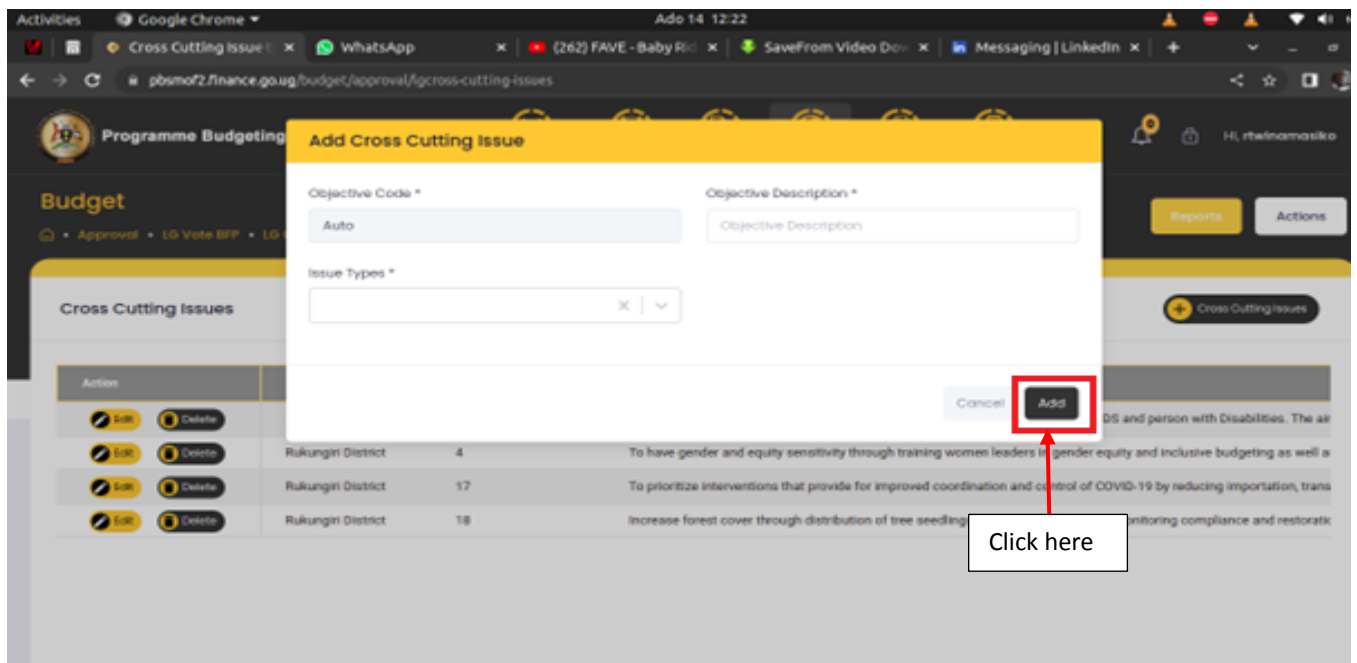 Activities Google Chrome Ado 14 12:22
Cross Cutting Issue t × WhatsApp × (262) FAVE - Baby Rid × SaveFrom Video Dow × Messaging | LinkedIn × +
pbsmof2.finance.go.ug/budget/approval/lgcross-cutting-issues
Programme Budgeting Hi, rtwinamasiko
Add Cross Cutting Issue
Budget
Approval • LG Vote BFP • LG
Reports Actions
Objective Code * Objective Description *
Auto Objective Description
Issue Types *
Cross Cutting Issues Cross Cutting Issues
Action
Cancel Add
Edit Delete DS and person with Disabilities. The air
Edit Delete Rukungiri District 4 To have gender and equity sensitivity through training women leaders in gender equity and inclusive budgeting as well a
Edit Delete Rukungiri District 17 To prioritize interventions that provide for improved coordination and control of COVID-19 by reducing importation, trans
Edit Delete Rukungiri District 18 Increase forest cover through distribution of tree seedling onitoring compliance and restoratic
Click here